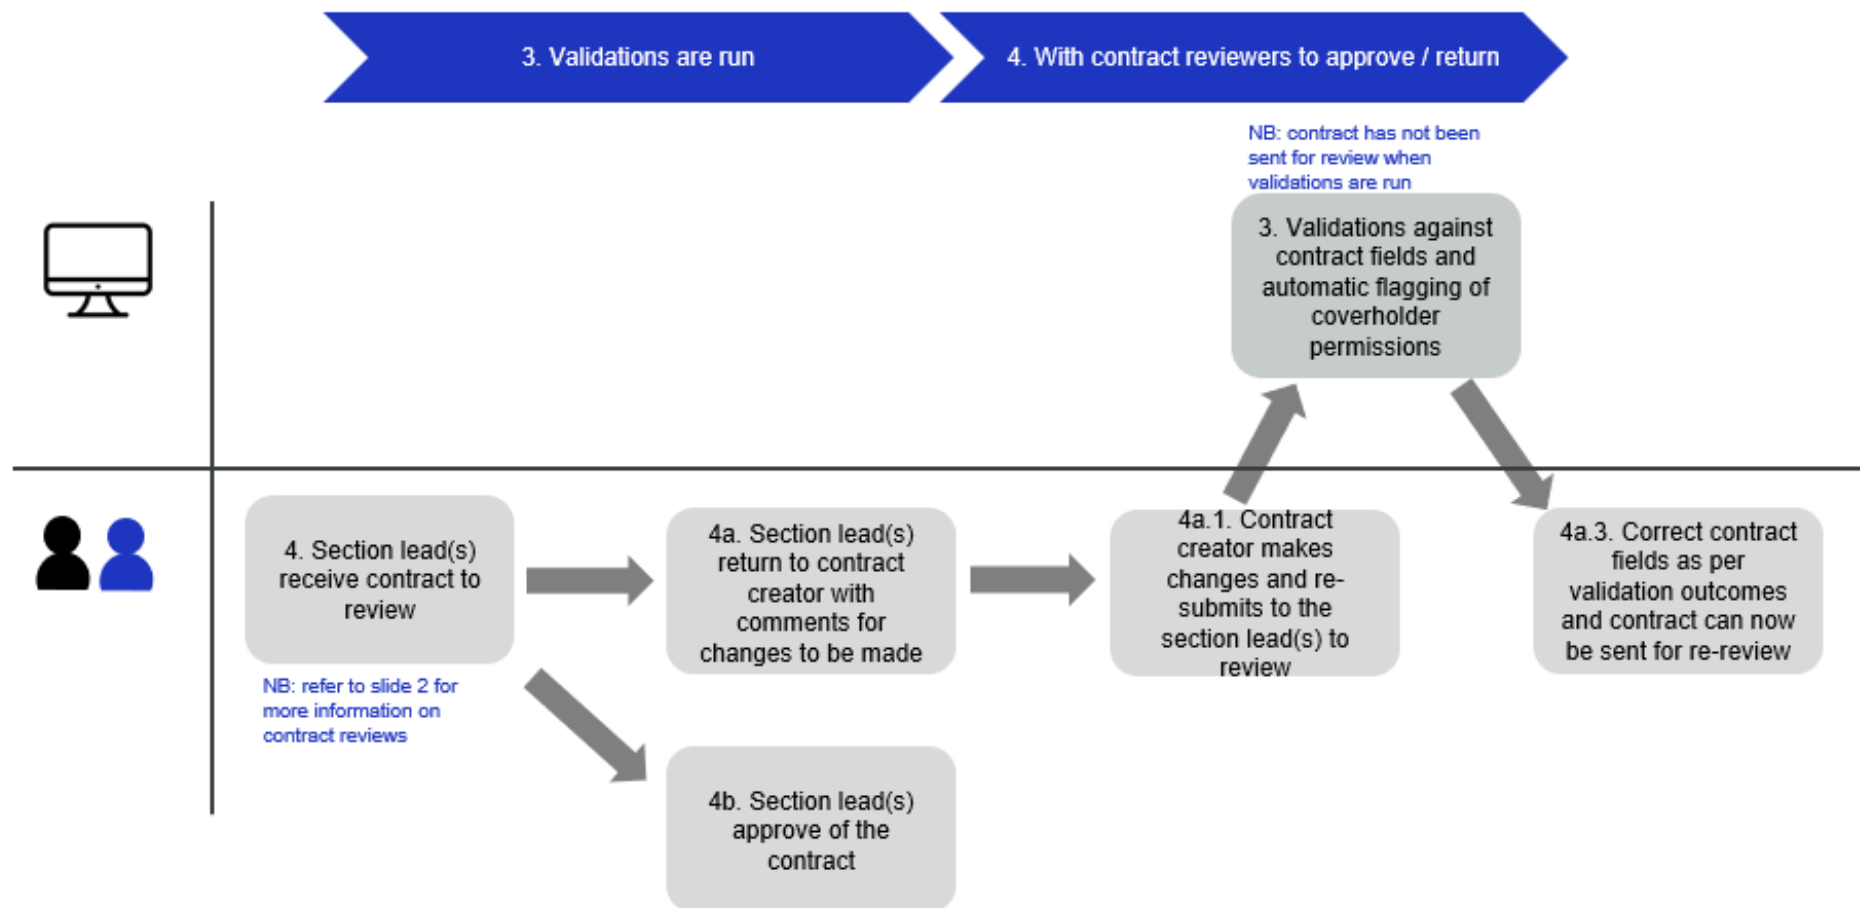 3. Validations are run
4. With contract reviewers to approve / return
NB: contract has not been
sent for review when
validations are run
3. Validations against
contract fields and
automatic flagging of
coverholder
permissions
4. Section lead(s)
receive contract to
review
NB: refer to slide 2 for
more information on
contract reviews
4a. Section lead(s)
return to contract
creator with
comments for
changes to be made
4b. Section lead(s)
approve of the
contract
4a.1. Contract
creator makes
changes and re-
submits to the
section lead(s) to
review
4a.3. Correct contract
fields as per
validation outcomes
and contract can now
be sent for re-review